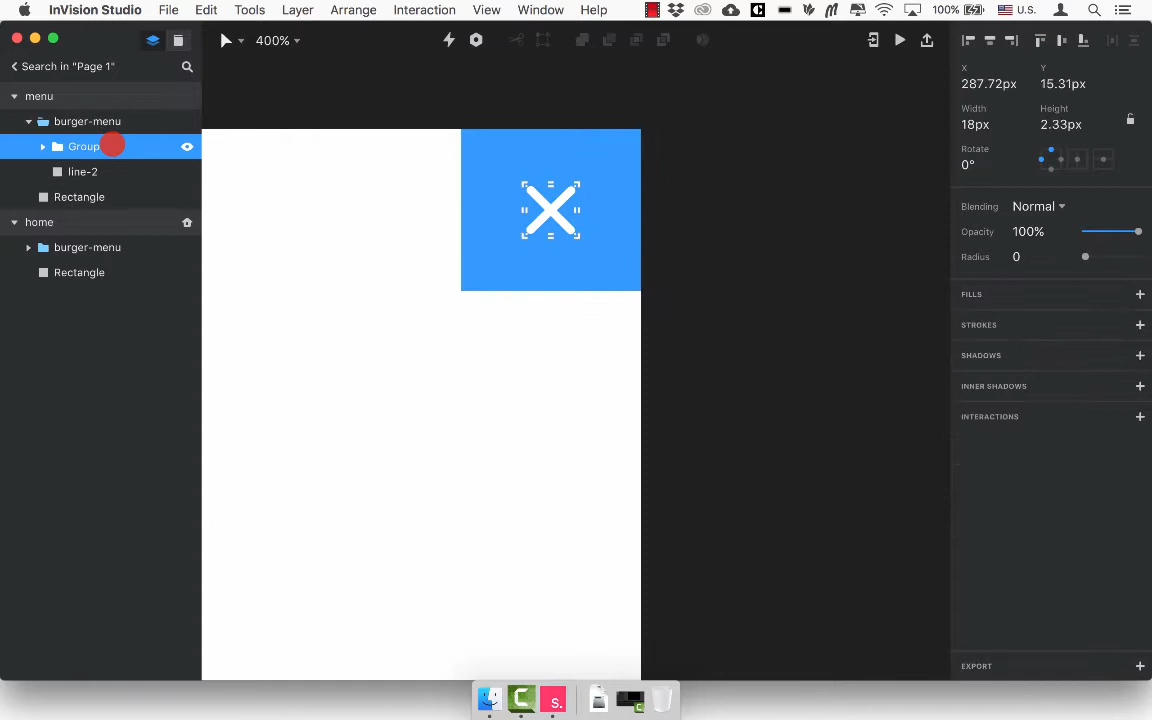 InVision Studio File Edit Tools Layer Arrange Interaction View Window Help 100% U.S.
400%
Search in "Page 1"
menu
burger-menu
Group
line-2
Rectangle
home
burger-menu
Rectangle
X Y
287.72px 15.31px
Width Height
18px 2.33px
Rotate
0°
Blending Normal
Opacity 100%
Radius 0
FILLS
STROKES
SHADOWS
INNER SHADOWS
INTERACTIONS
EXPORT
s.